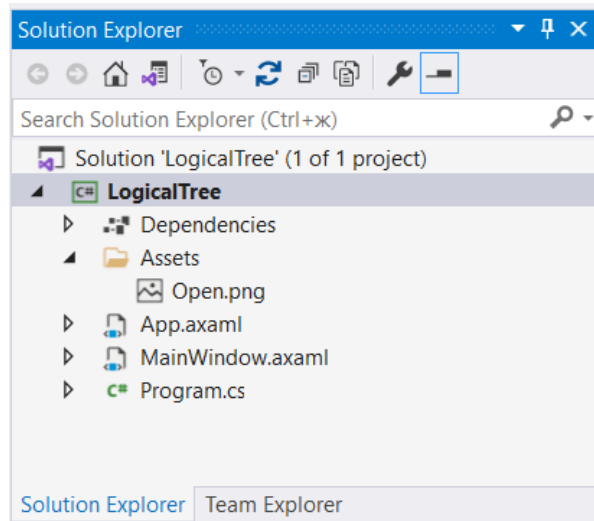 Solution Explorer
Search Solution Explorer (Ctrl+ж)
Solution 'LogicalTree' (1 of 1 project)
C# LogicalTree
Dependencies
Assets
Open.png
App.axaml
MainWindow.axaml
C# Program.cs
Solution Explorer Team Explorer